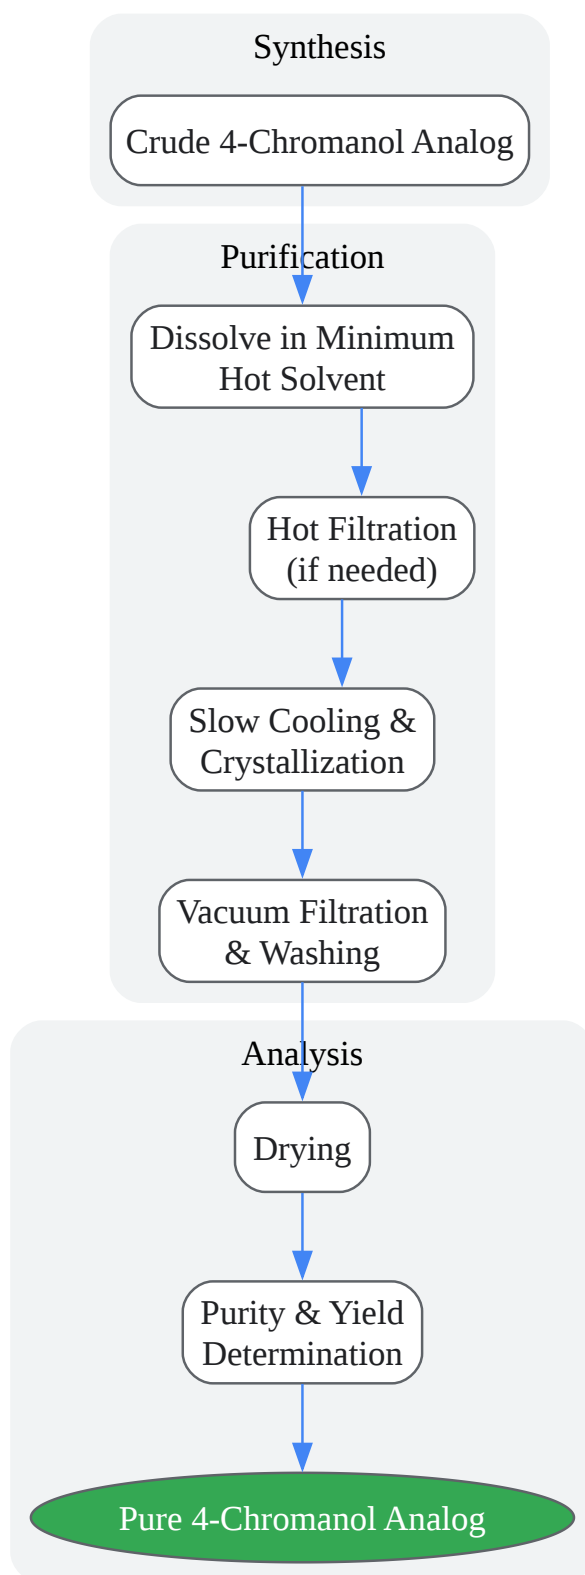 Synthesis
Crude 4-Chromanol Analog
Purification
Dissolve in Minimum
Hot Solvent
Hot Filtration
(if needed)
Slow Cooling &
Crystallization
Vacuum Filtration
& Washing
Analysis
Drying
Purity & Yield
Determination
Pure 4-Chromanol Analog